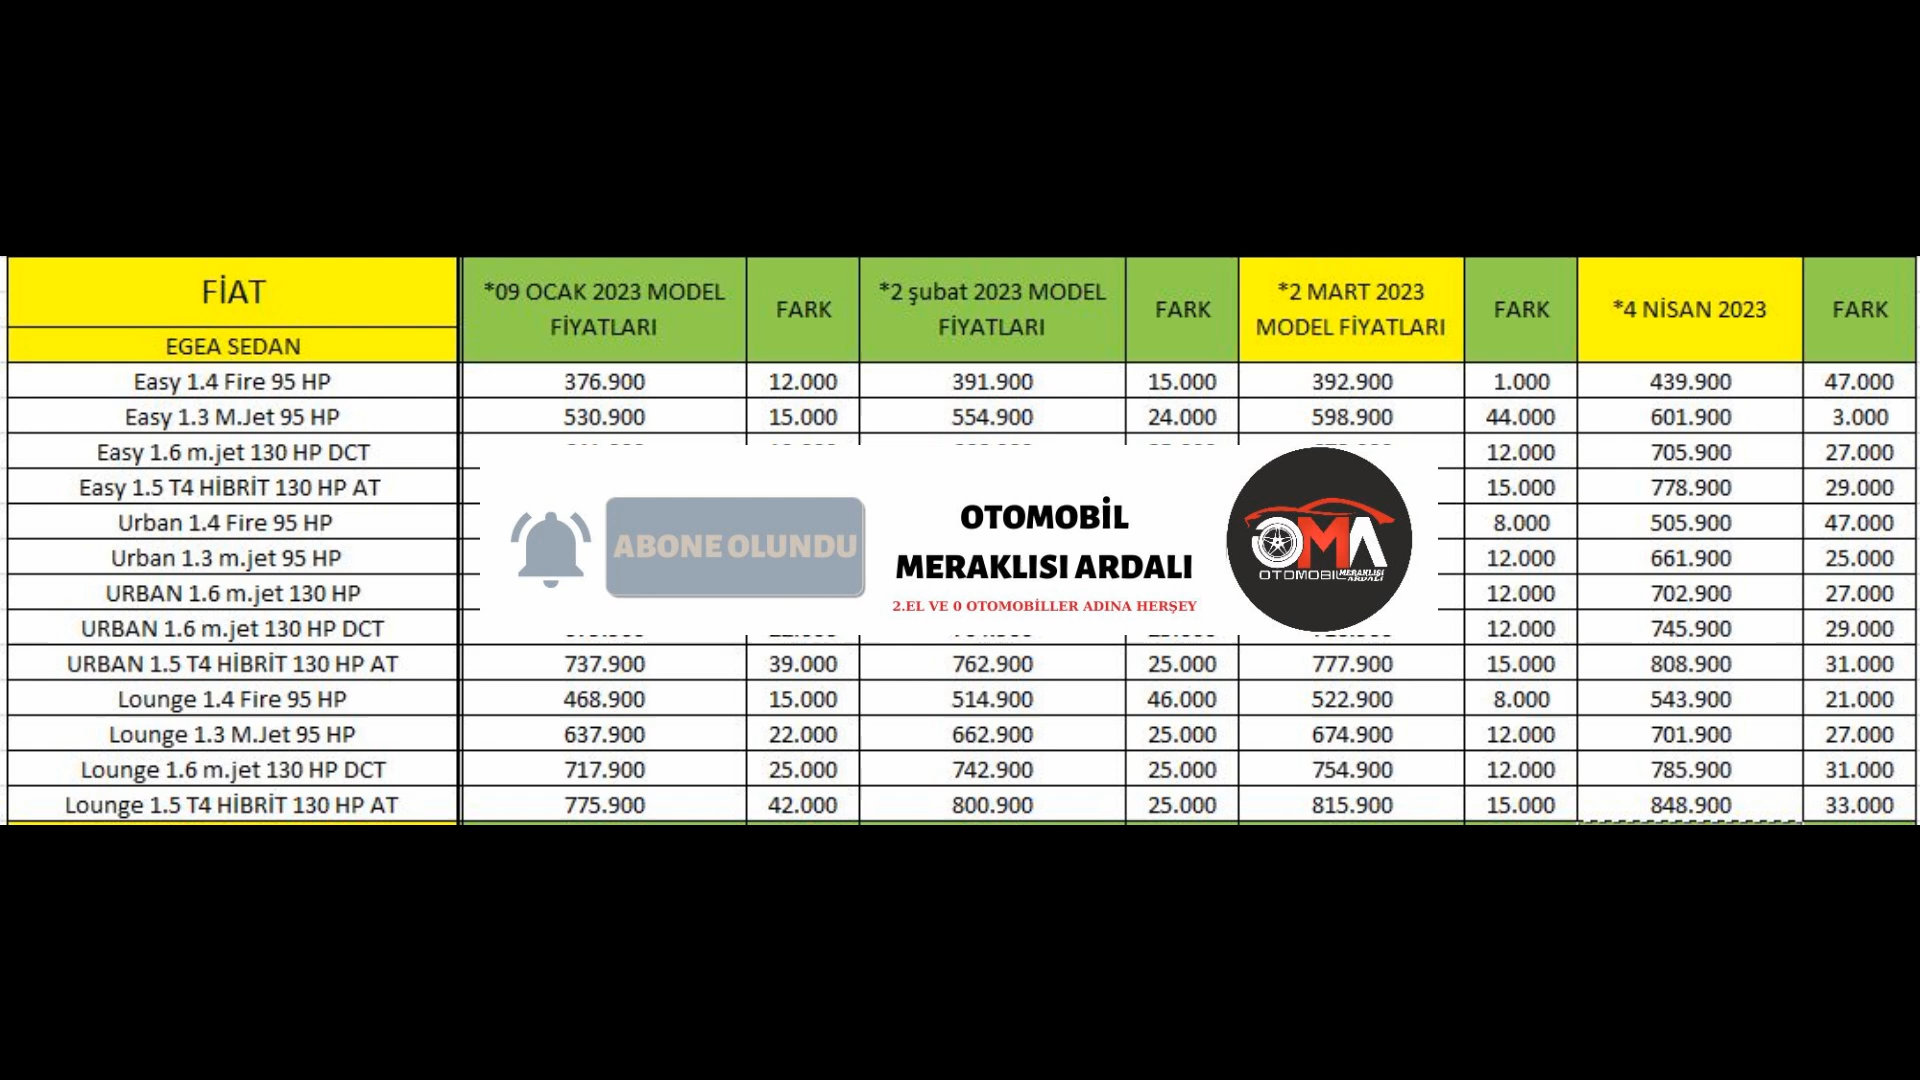 FİAT
EGEA SEDAN
*09 OCAK 2023 MODEL
FİYATLARI
FARK
*2 şubat 2023 MODEL
FİYATLARI
FARK
*2 MART 2023
MODEL FİYATLARI
FARK
*4 NİSAN 2023
FARK
Easy 1.4 Fire 95 HP 376.900 12.000 391.900 15.000 392.900 1.000 439.900 47.000
Easy 1.3 M.Jet 95 HP 530.900 15.000 554.900 24.000 598.900 44.000 601.900 3.000
Easy 1.6 m.jet 130 HP DCT 12.000 705.900 27.000
Easy 1.5 T4 HİBRİT 130 HP AT 15.000 778.900 29.000
Urban 1.4 Fire 95 HP 8.000 505.900 47.000
Urban 1.3 m.jet 95 HP 12.000 661.900 25.000
URBAN 1.6 m.jet 130 HP 12.000 702.900 27.000
URBAN 1.6 m.jet 130 HP DCT 12.000 745.900 29.000
URBAN 1.5 T4 HİBRİT 130 HP AT 737.900 39.000 762.900 25.000 777.900 15.000 808.900 31.000
Lounge 1.4 Fire 95 HP 468.900 15.000 514.900 46.000 522.900 8.000 543.900 21.000
Lounge 1.3 M.Jet 95 HP 637.900 22.000 662.900 25.000 674.900 12.000 701.900 27.000
Lounge 1.6 m.jet 130 HP DCT 717.900 25.000 742.900 25.000 754.900 12.000 785.900 31.000
Lounge 1.5 T4 HİBRİT 130 HP AT 775.900 42.000 800.900 25.000 815.900 15.000 848.900 33.000
ABONE OLUNDU
OTOMOBİL
MERAKLISI ARDALI
2.EL VE 0 OTOMOBİLLER ADINA HERŞEY
OMA
OTOMOBİL MERAKLISI
ARDALI